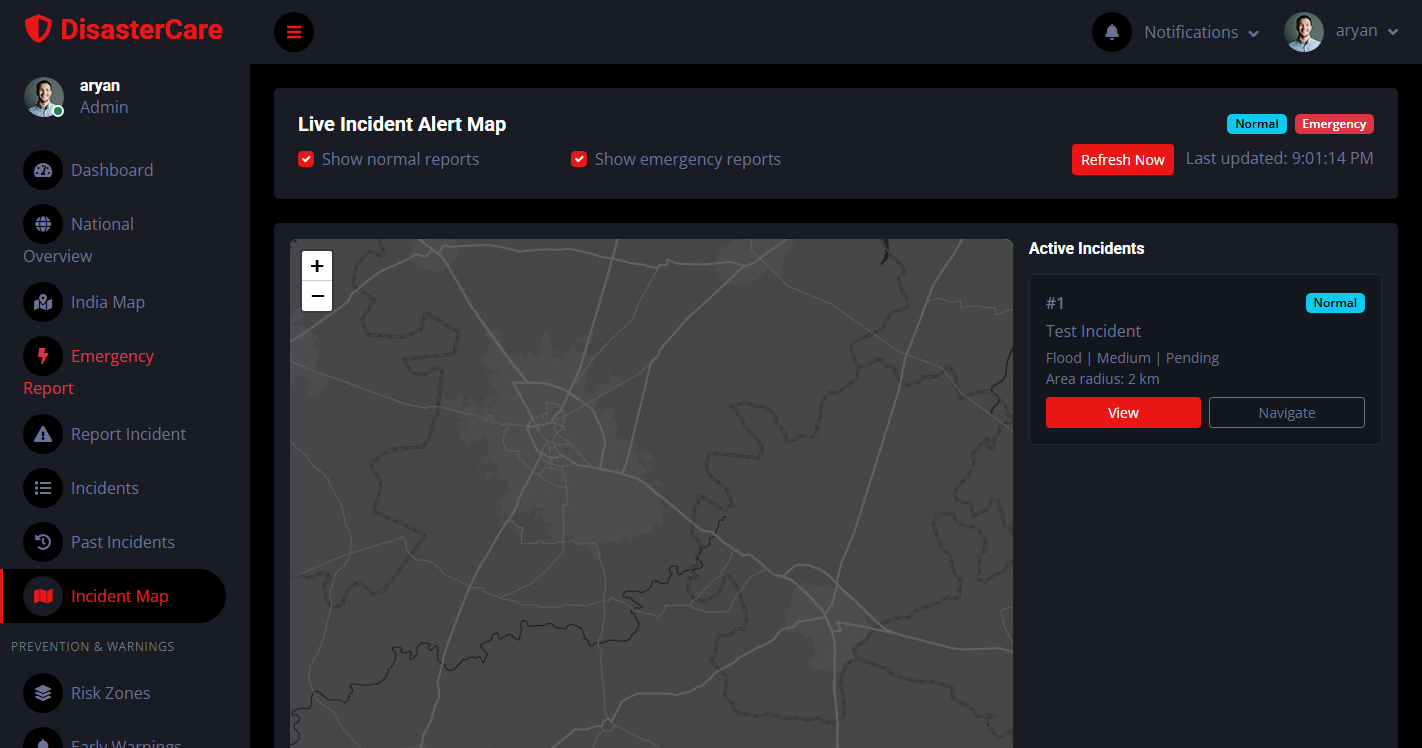 DisasterCare
Notifications
aryan
aryan
Admin
Dashboard
National
Overview
India Map
Emergency
Report
Report Incident
Incidents
Past Incidents
Incident Map
PREVENTION & WARNINGS
Risk Zones
Early Warnings
Live Incident Alert Map
Normal Emergency
Show normal reports
Show emergency reports
Refresh Now
Last updated: 9:01:14 PM
+
−
Active Incidents
#1
Normal
Test Incident
Flood | Medium | Pending
Area radius: 2 km
View
Navigate